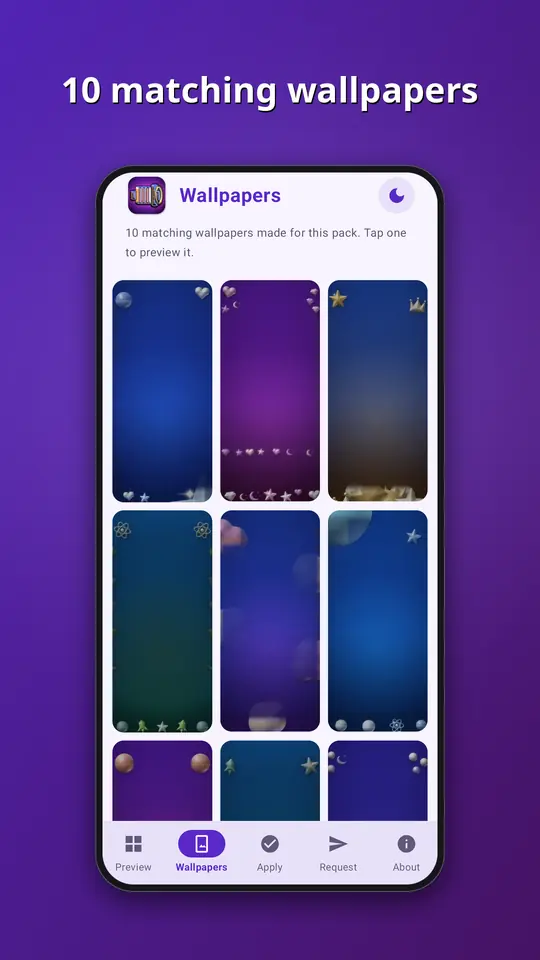 10 matching wallpapers
Wallpapers
10 matching wallpapers made for this pack. Tap one
to preview it.
Preview
Wallpapers
Apply
Request
About